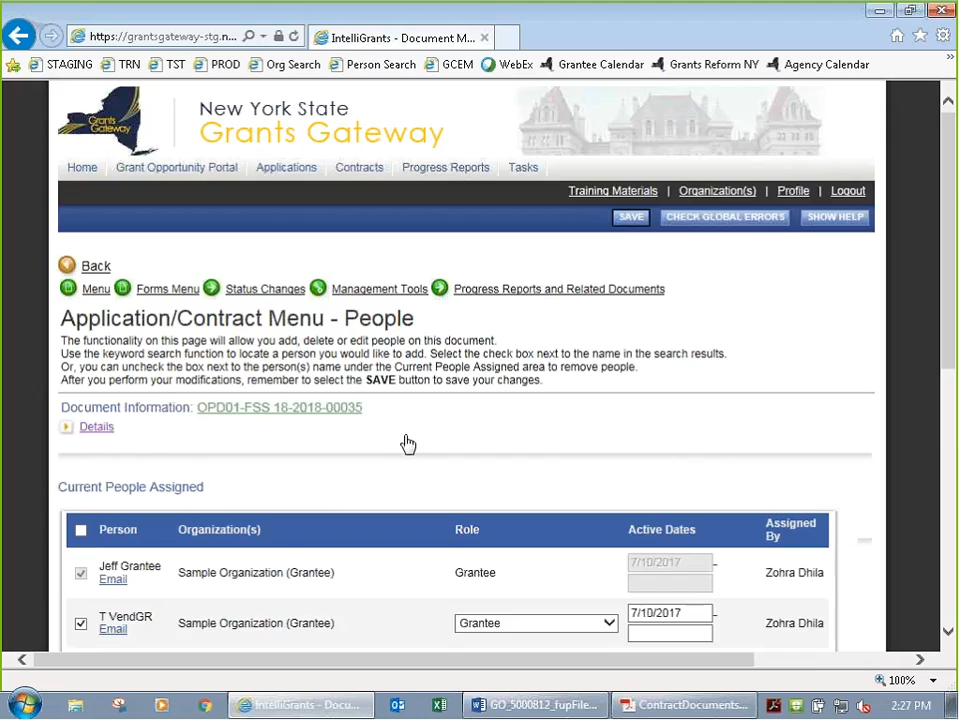 https://grantsgateway-stg.n...
IntelliGrants - Document M...
STAGING TRN TST PROD Org Search Person Search GCEM WebEx Grantee Calendar Grants Reform NY Agency Calendar
Grants
Gateway
New York State
Grants Gateway
Home Grant Opportunity Portal Applications Contracts Progress Reports Tasks
Training Materials | Organization(s) | Profile | Logout
SAVE CHECK GLOBAL ERRORS SHOW HELP
Back
Menu Forms Menu Status Changes Management Tools Progress Reports and Related Documents
Application/Contract Menu - People
The functionality on this page will allow you add, delete or edit people on this document.
Use the keyword search function to locate a person you would like to add. Select the check box next to the name in the search results.
Or, you can uncheck the box next to the person(s) name under the Current People Assigned area to remove people.
After you perform your modifications, remember to select the SAVE button to save your changes.
Document Information: OPD01-FSS 18-2018-00035
Details
Current People Assigned
Person Organization(s) Role Active Dates Assigned By
Jeff Grantee Email Sample Organization (Grantee) Grantee 7/10/2017 - Zohra Dhila
T VendGR Email Sample Organization (Grantee) Grantee 7/10/2017 - Zohra Dhila
100%
IntelliGrants - Docu... GO_5000812_fupFile... ContractDocuments... 2:27 PM